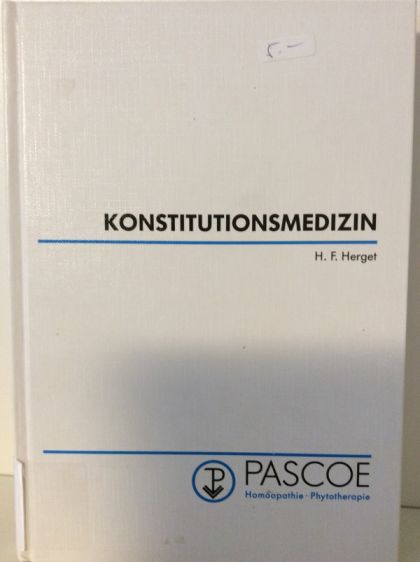 5.-
KONSTITUTIONSMEDIZIN
H. F. Herget
PASCOE
Homöopathie · Phytotherapie